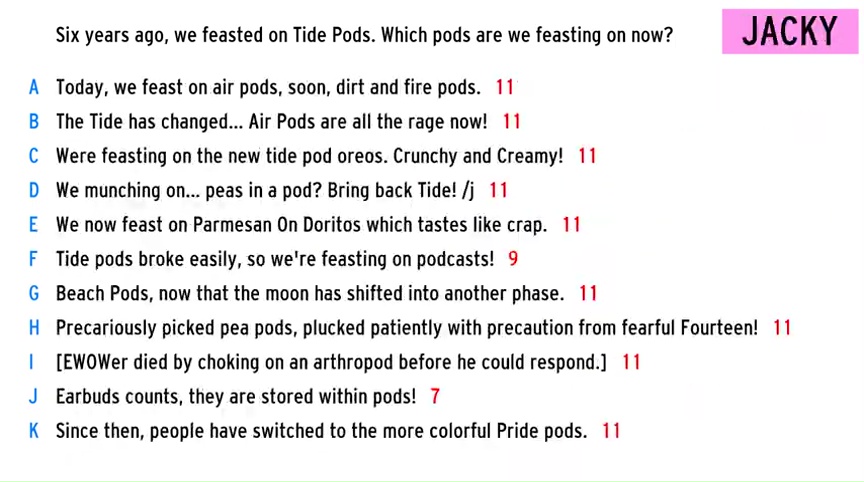 Six years ago, we feasted on Tide Pods. Which pods are we feasting on now?
JACKY
A Today, we feast on air pods, soon, dirt and fire pods. 11
B The Tide has changed... Air Pods are all the rage now! 11
C Were feasting on the new tide pod oreos. Crunchy and Creamy! 11
D We munching on... peas in a pod? Bring back Tide! /j 11
E We now feast on Parmesan On Doritos which tastes like crap. 11
F Tide pods broke easily, so we're feasting on podcasts! 9
G Beach Pods, now that the moon has shifted into another phase. 11
H Precariously picked pea pods, plucked patiently with precaution from fearful Fourteen! 11
I [EWOWer died by choking on an arthropod before he could respond.] 11
J Earbuds counts, they are stored within pods! 7
K Since then, people have switched to the more colorful Pride pods. 11